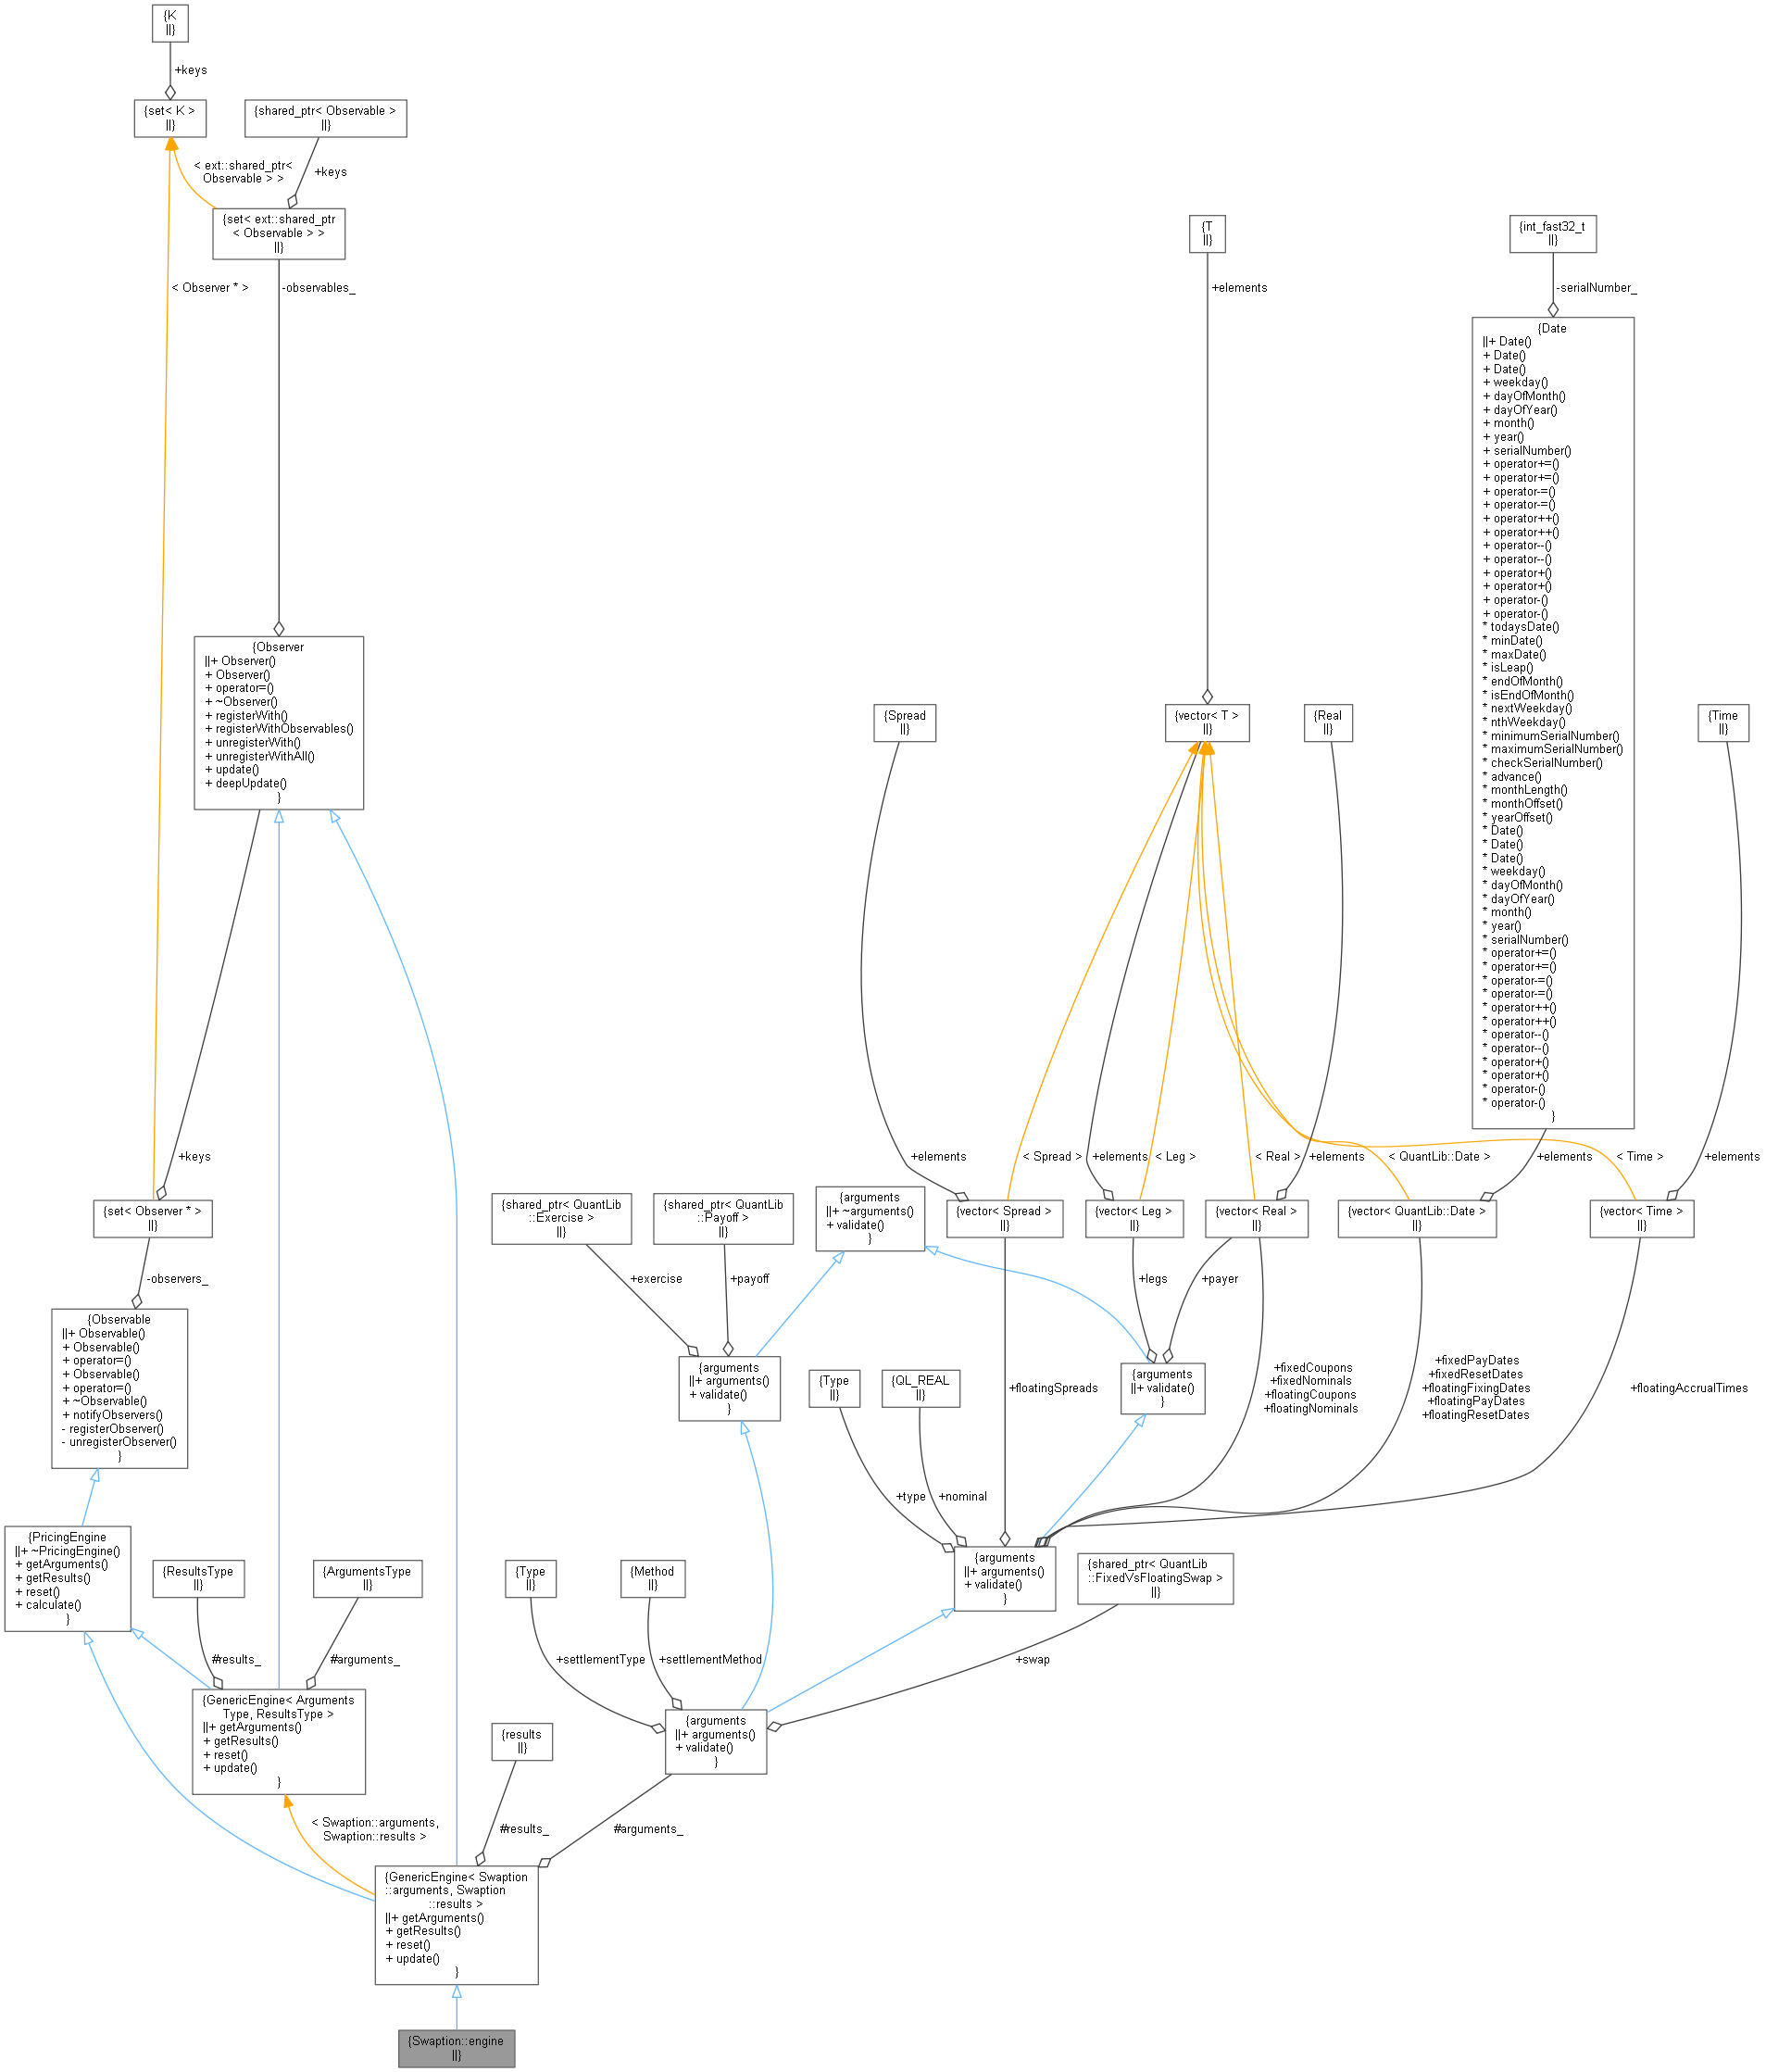 {K
||}
+keys
{set< K >
||}
{shared_ptr< Observable >
||}
< ext::shared_ptr<
Observable > >
+keys
{set< ext::shared_ptr
< Observable > >
||}
{T
||}
{int_fast32_t
||}
< Observer * >
-observables_
+elements
-serialNumber_
{Date
||+ Date()
+ Date()
+ Date()
+ weekday()
+ dayOfMonth()
+ dayOfYear()
+ month()
+ year()
+ serialNumber()
+ operator+=()
+ operator+=()
+ operator-=()
+ operator-=()
+ operator++()
+ operator++()
+ operator--()
+ operator--()
+ operator+()
+ operator+()
+ operator-()
+ operator-()
* todaysDate()
* minDate()
* maxDate()
* isLeap()
* endOfMonth()
* isEndOfMonth()
* nextWeekday()
* nthWeekday()
* minimumSerialNumber()
* maximumSerialNumber()
* checkSerialNumber()
* advance()
* monthLength()
* monthOffset()
* yearOffset()
* Date()
* Date()
* Date()
* weekday()
* dayOfMonth()
* dayOfYear()
* month()
* year()
* serialNumber()
* operator+=()
* operator+=()
* operator-=()
* operator-=()
* operator++()
* operator++()
* operator--()
* operator--()
* operator+()
* operator+()
* operator-()
* operator-()
}
{Observer
||+ Observer()
+ Observer()
+ operator=()
+ ~Observer()
+ registerWith()
+ registerWithObservables()
+ unregisterWith()
+ unregisterWithAll()
+ update()
+ deepUpdate()
}
{Spread
||}
{vector< T >
||}
{Real
||}
{Time
||}
+keys
+elements
< Spread >
+elements
< Leg >
< Real >
+elements
< QuantLib::Date >
+elements
< Time >
+elements
{set< Observer * >
||}
{shared_ptr< QuantLib
::Exercise >
||}
{shared_ptr< QuantLib
::Payoff >
||}
{arguments
||+ ~arguments()
+ validate()
}
{vector< Spread >
||}
{vector< Leg >
||}
{vector< Real >
||}
{vector< QuantLib::Date >
||}
{vector< Time >
||}
-observers_
+exercise
+payoff
+legs
+payer
{Observable
||+ Observable()
+ Observable()
+ operator=()
+ Observable()
+ operator=()
+ ~Observable()
+ notifyObservers()
- registerObserver()
- unregisterObserver()
}
{arguments
||+ arguments()
+ validate()
}
{Type
||}
{QL_REAL
||}
+floatingSpreads
{arguments
||+ validate()
}
+fixedCoupons
+fixedNominals
+floatingCoupons
+floatingNominals
+fixedPayDates
+fixedResetDates
+floatingFixingDates
+floatingPayDates
+floatingResetDates
+floatingAccrualTimes
+type
+nominal
{PricingEngine
||+ ~PricingEngine()
+ getArguments()
+ getResults()
+ reset()
+ calculate()
}
{ResultsType
||}
{ArgumentsType
||}
{Type
||}
{Method
||}
{arguments
||+ arguments()
+ validate()
}
{shared_ptr< QuantLib
::FixedVsFloatingSwap >
||}
#results_
#arguments_
+settlementType
+settlementMethod
+swap
{GenericEngine< Arguments
Type, ResultsType >
||+ getArguments()
+ getResults()
+ reset()
+ update()
}
{results
||}
{arguments
||+ arguments()
+ validate()
}
< Swaption::arguments,
Swaption::results >
#results_
#arguments_
{GenericEngine< Swaption
::arguments, Swaption
::results >
||+ getArguments()
+ getResults()
+ reset()
+ update()
}
{Swaption::engine
||}